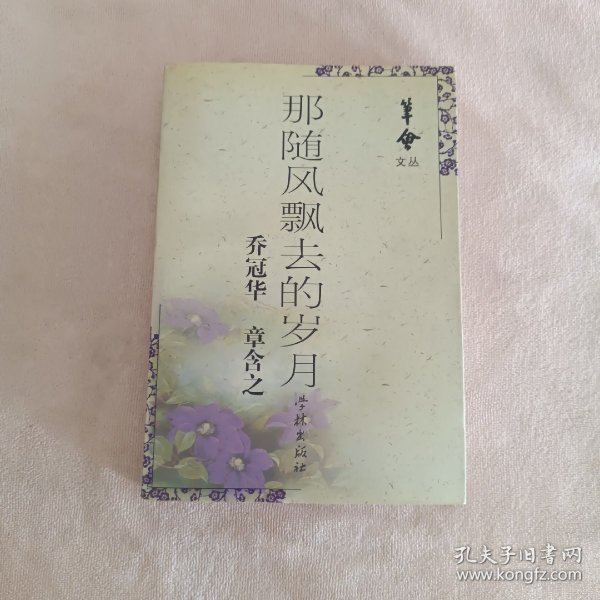 笔会
文丛
那随风飘去的岁月
乔冠华 章含之
学林出版社
孔夫子旧书网
www.kongfz.com